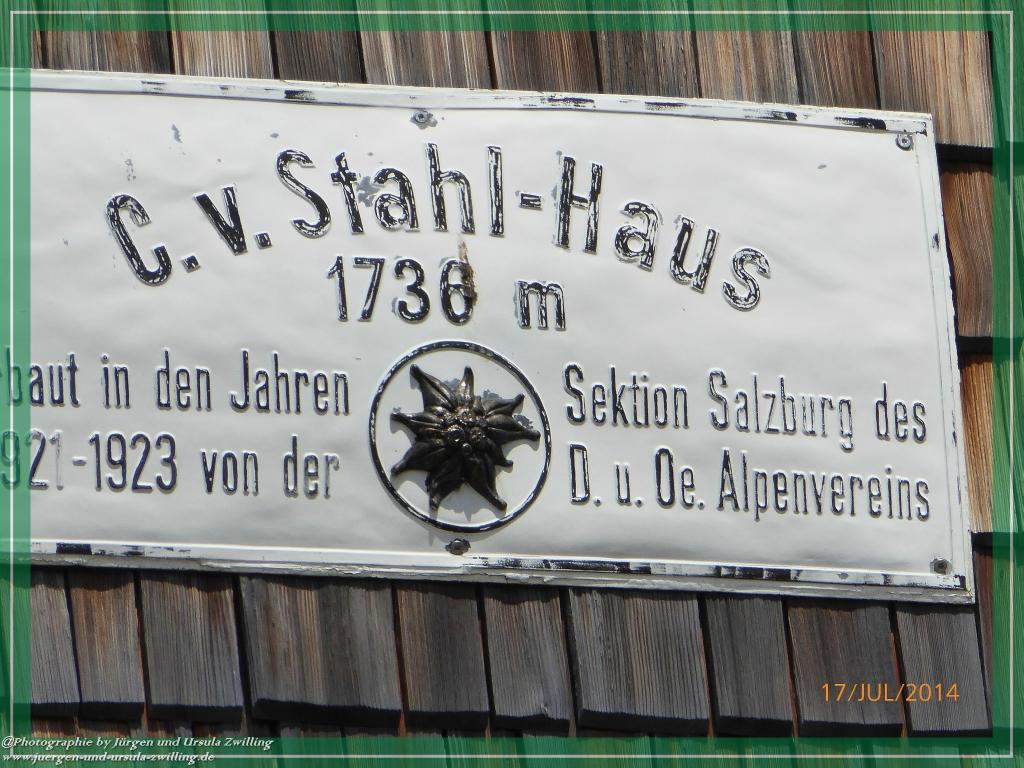 C. v. Stahl-Haus
1736 m
rbaut in den Jahren
921-1923 von der
Sektion Salzburg des
D. u. Oe. Alpenvereins
17/JUL/2014
@Photographie by Jürgen und Ursula Zwilling
www.juergen-und-ursula-zwilling.de